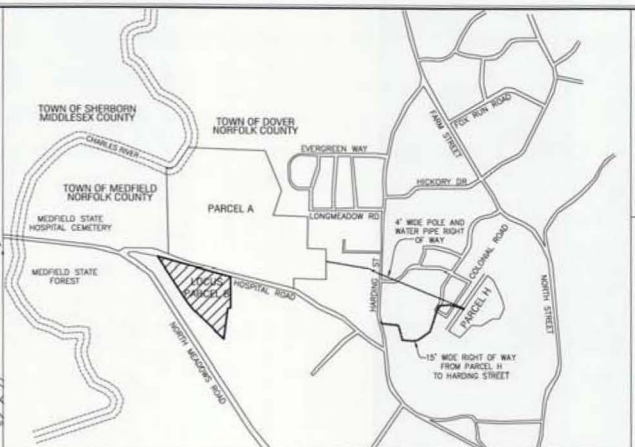 TOWN OF SHERBORN
MIDDLESEX COUNTY
TOWN OF DOVER
NORFOLK COUNTY
CHARLES RIVER
EVERGREEN WAY
FARM STREET
FOX RUN ROAD
TOWN OF MEDFIELD
NORFOLK COUNTY
HICKORY DR
PARCEL A
LONGMEADOW RD
MEDFIELD STATE
HOSPITAL CEMETERY
4' WIDE POLE AND
WATER PIPE RIGHT
OF WAY
COLONIAL ROAD
MEDFIELD STATE
FOREST
LOCUS
PARCEL B
HOSPITAL ROAD
HARDING ST
PARCEL H
NORTH STREET
NORTH MEADOWS ROAD
15' WIDE RIGHT OF WAY
FROM PARCEL H
TO HARDING STREET